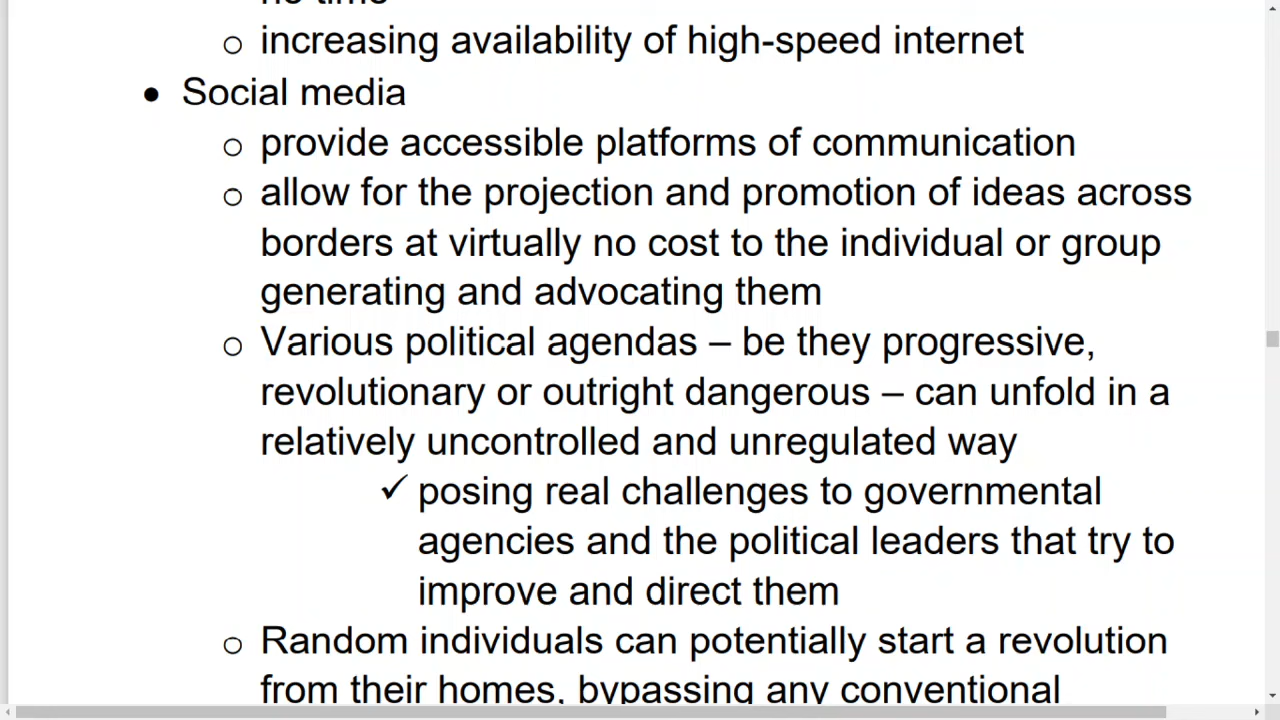 no time
○ increasing availability of high-speed internet
● Social media
○ provide accessible platforms of communication
○ allow for the projection and promotion of ideas across
borders at virtually no cost to the individual or group
generating and advocating them
○ Various political agendas – be they progressive,
revolutionary or outright dangerous – can unfold in a
relatively uncontrolled and unregulated way
✓ posing real challenges to governmental
agencies and the political leaders that try to
improve and direct them
○ Random individuals can potentially start a revolution
from their homes, bypassing any conventional